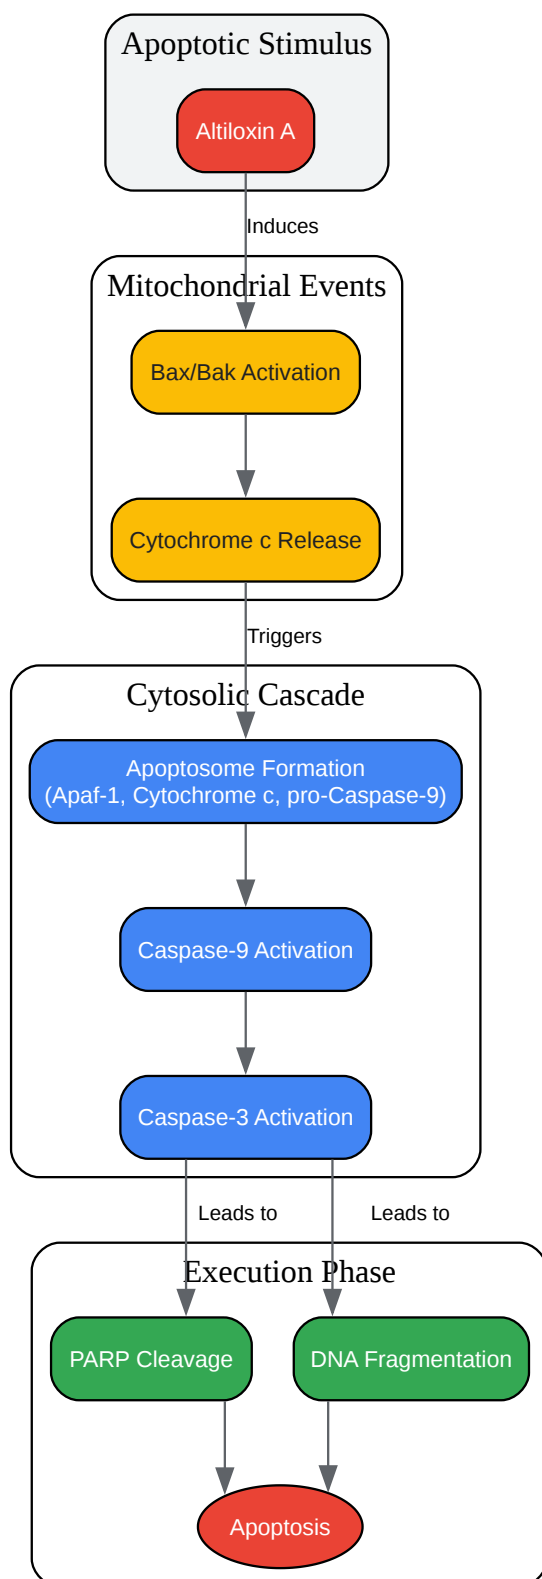 Apoptotic Stimulus
Altiloxin A
Induces
Mitochondrial Events
Bax/Bak Activation
Cytochrome c Release
Triggers
Cytosolic Cascade
Apoptosome Formation
(Apaf-1, Cytochrome c, pro-Caspase-9)
Caspase-9 Activation
Caspase-3 Activation
Leads to
Leads to
Execution Phase
PARP Cleavage
DNA Fragmentation
Apoptosis